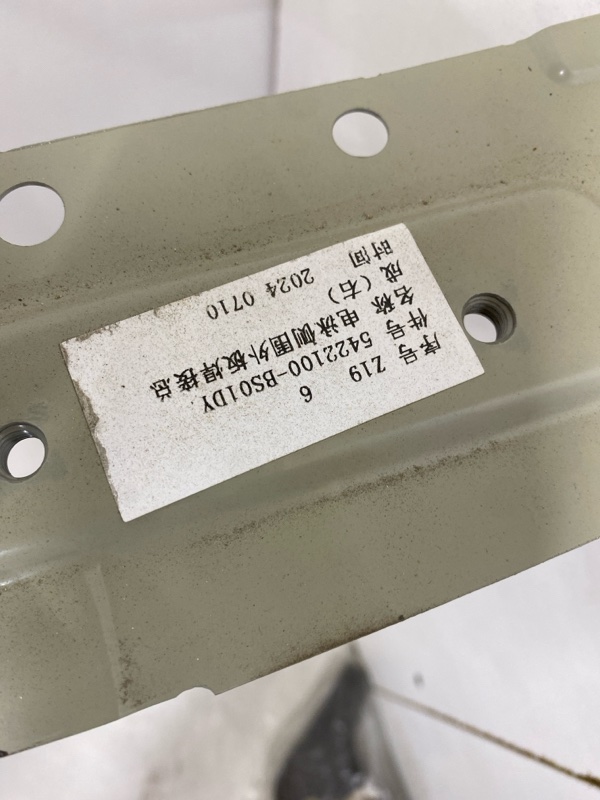 序号 Z19 6
件号 5422100-BS01DY
名称 电泳侧围外板焊接总
成（右）
时间 2024 0710